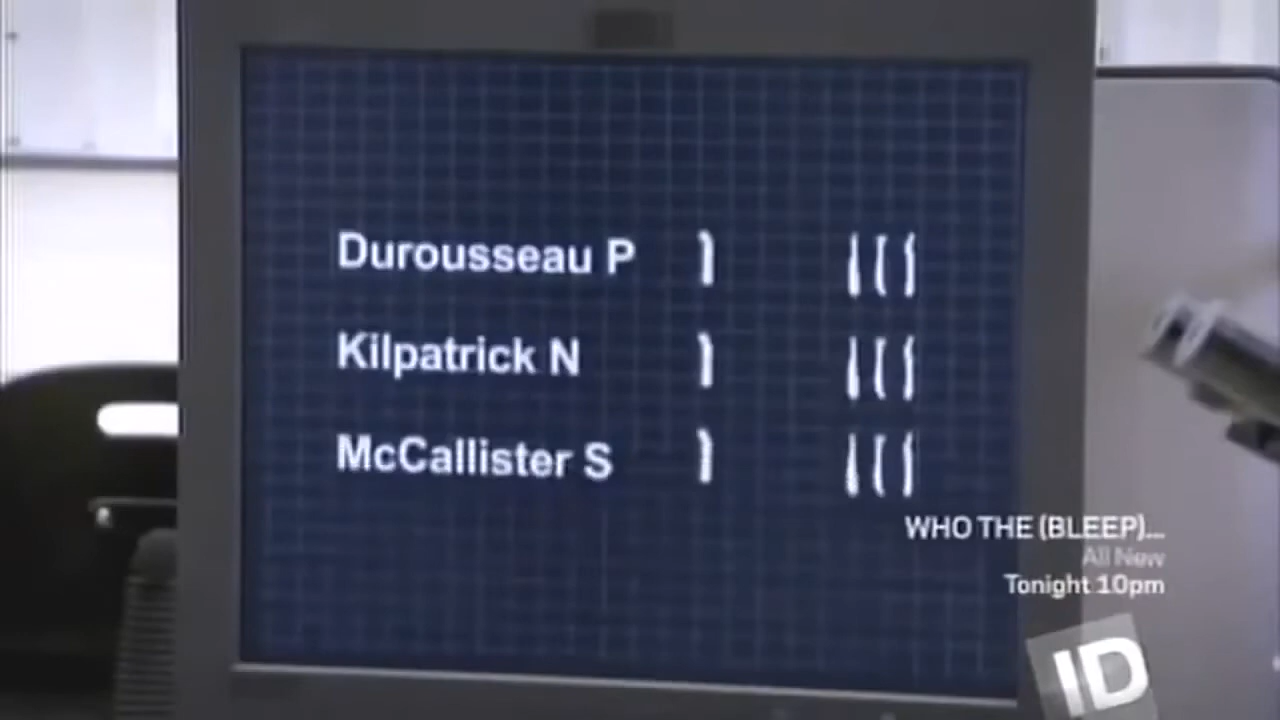 Durousseau P
Kilpatrick N
McCallister S
WHO THE (BLEEP)...
All New
Tonight 10pm
ID